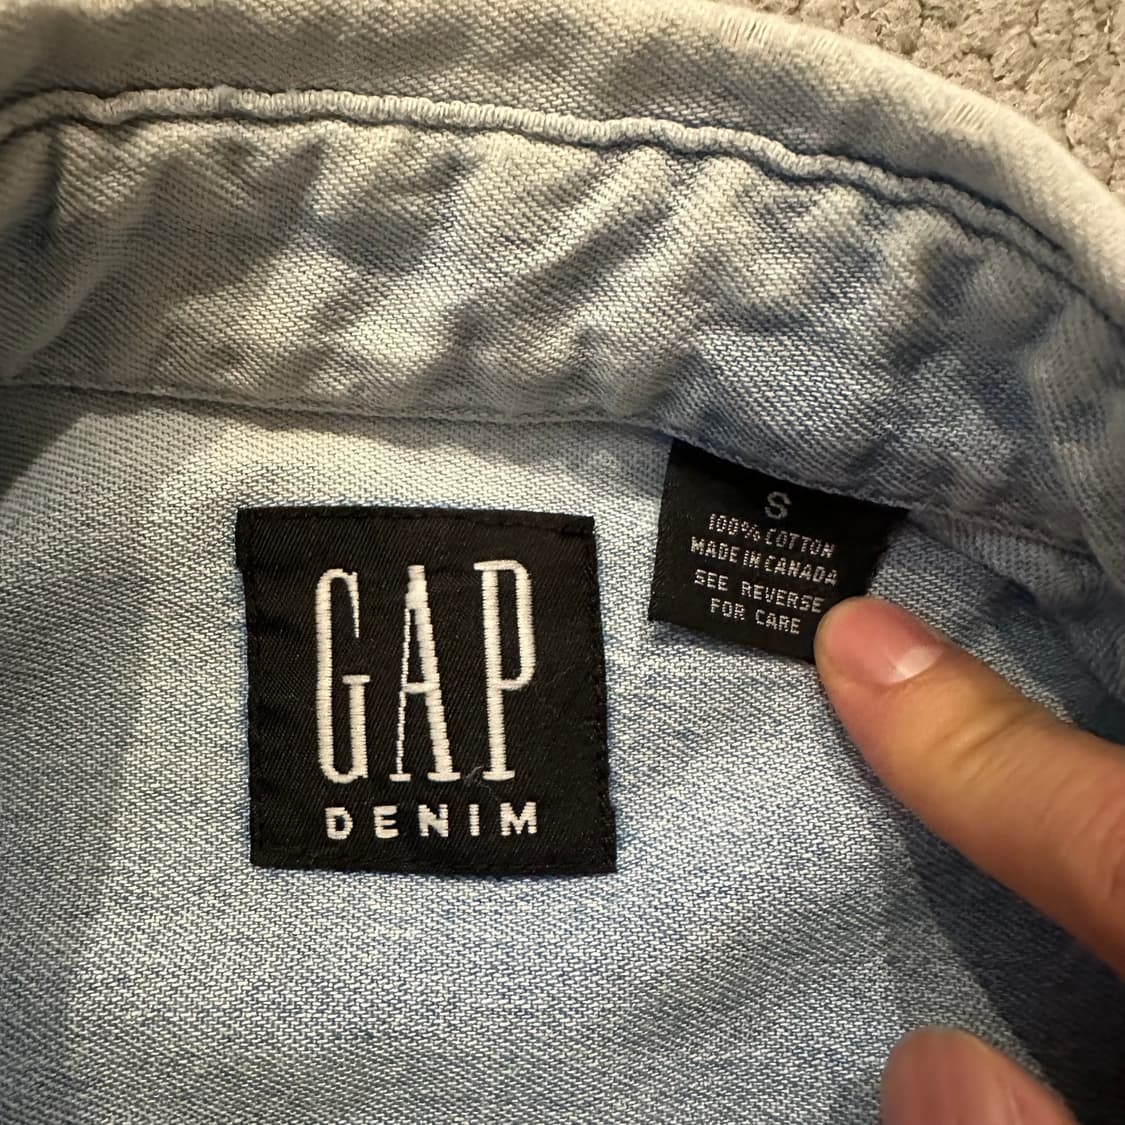 GAP
DENIM
S
100% COTTON
MADE IN CANADA
SEE REVERSE
FOR CARE